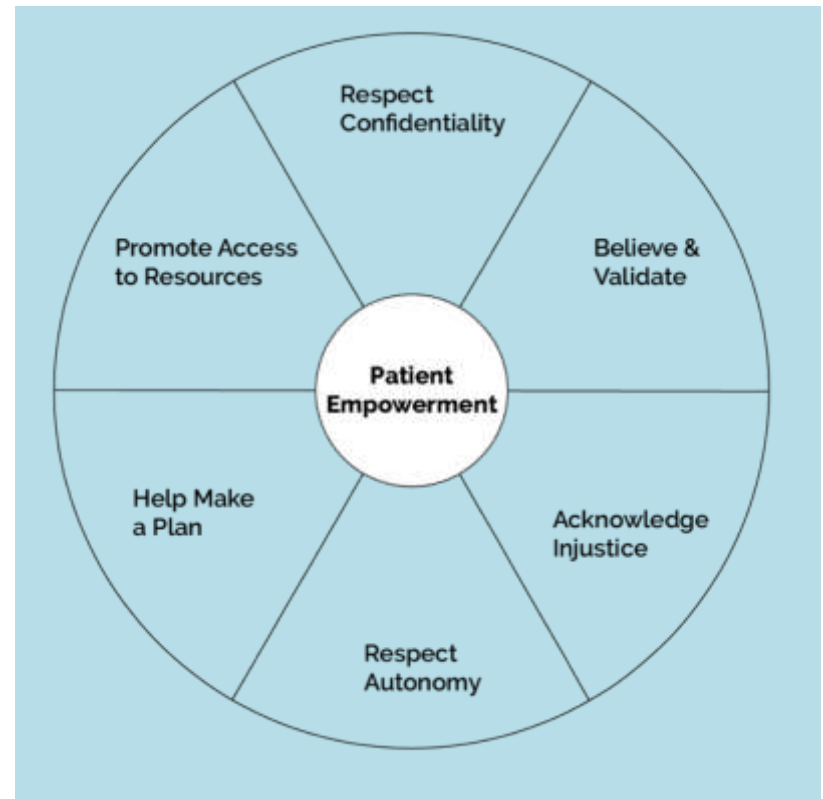 Respect
Confidentiality
Believe &
Validate
Acknowledge
Injustice
Respect
Autonomy
Help Make
a Plan
Promote Access
to Resources
Patient
Empowerment